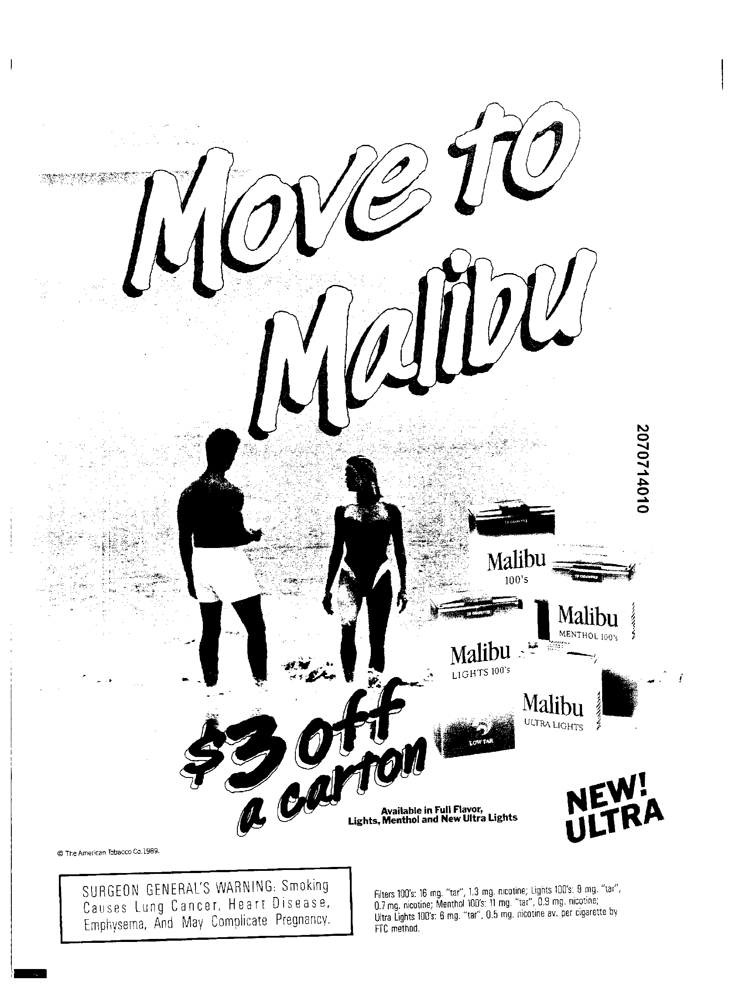 Move to
Malibu
2070714010
Malibu
100's
Malibu
MENTHOL 100's
Malibu
LIGHTS 100's
Malibu
ULTRA LIGHTS
LOW TAR
$3 off
a carton
Available in Full Flavor,
Lights, Menthol and New Ultra Lights
NEW!
ULTRA
© The American Tobacco Co. 1989.
SURGEON GENERAL'S WARNING: Smoking
Causes Lung Cancer, Heart Disease,
Emphysema, And May Complicate Pregnancy.
Filters 100's: 16 mg. "tar", 1.3 mg. nicotine; Lights 100's: 9 mg. "tar",
0.7 mg. nicotine; Menthol 100's: 11 mg. "tar", 0.9 mg. nicotine;
Ultra Lights 100's: 6 mg. "tar", 0.5 mg. nicotine av. per cigarette by
FTC method.